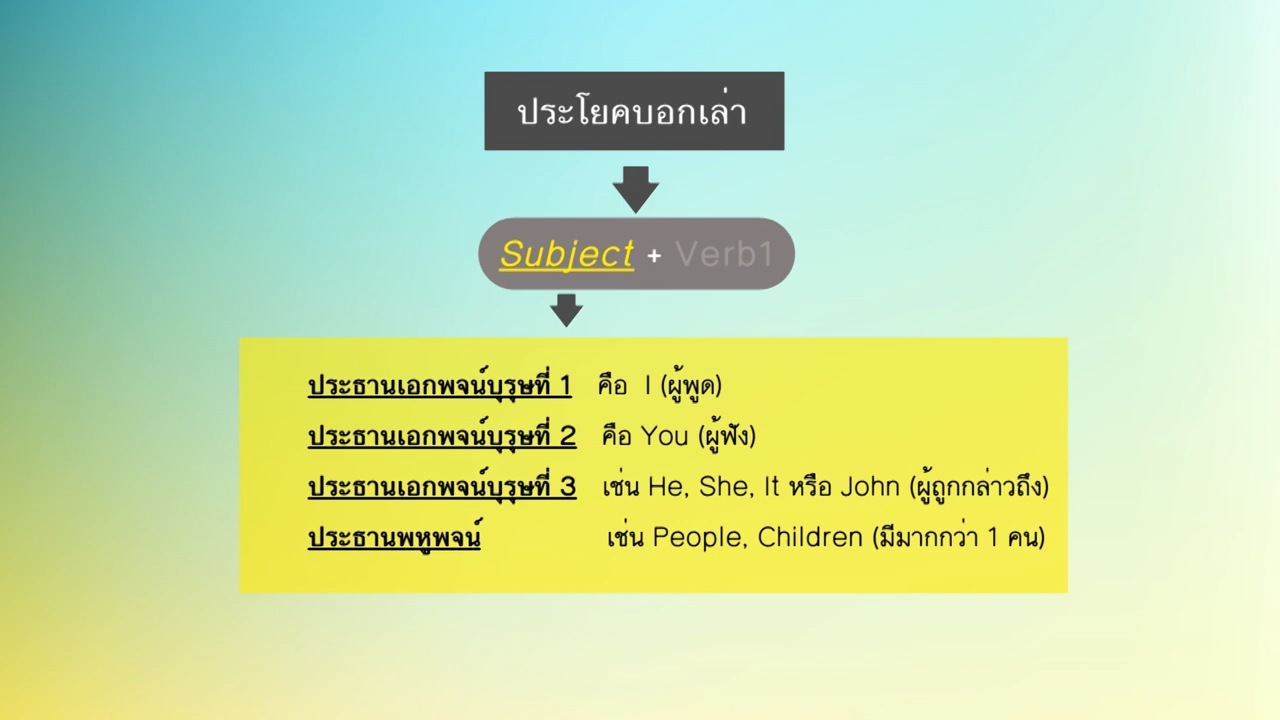 ประโยคบอกเล่า
Subject + Verb1
ประธานเอกพจน์บุรุษที่ 1 คือ I (ผู้พูด)
ประธานเอกพจน์บุรุษที่ 2 คือ You (ผู้ฟัง)
ประธานเอกพจน์บุรุษที่ 3 เช่น He, She, It หรือ John (ผู้ถูกกล่าวถึง)
ประธานพหูพจน์ เช่น People, Children (มีมากกว่า 1 คน)